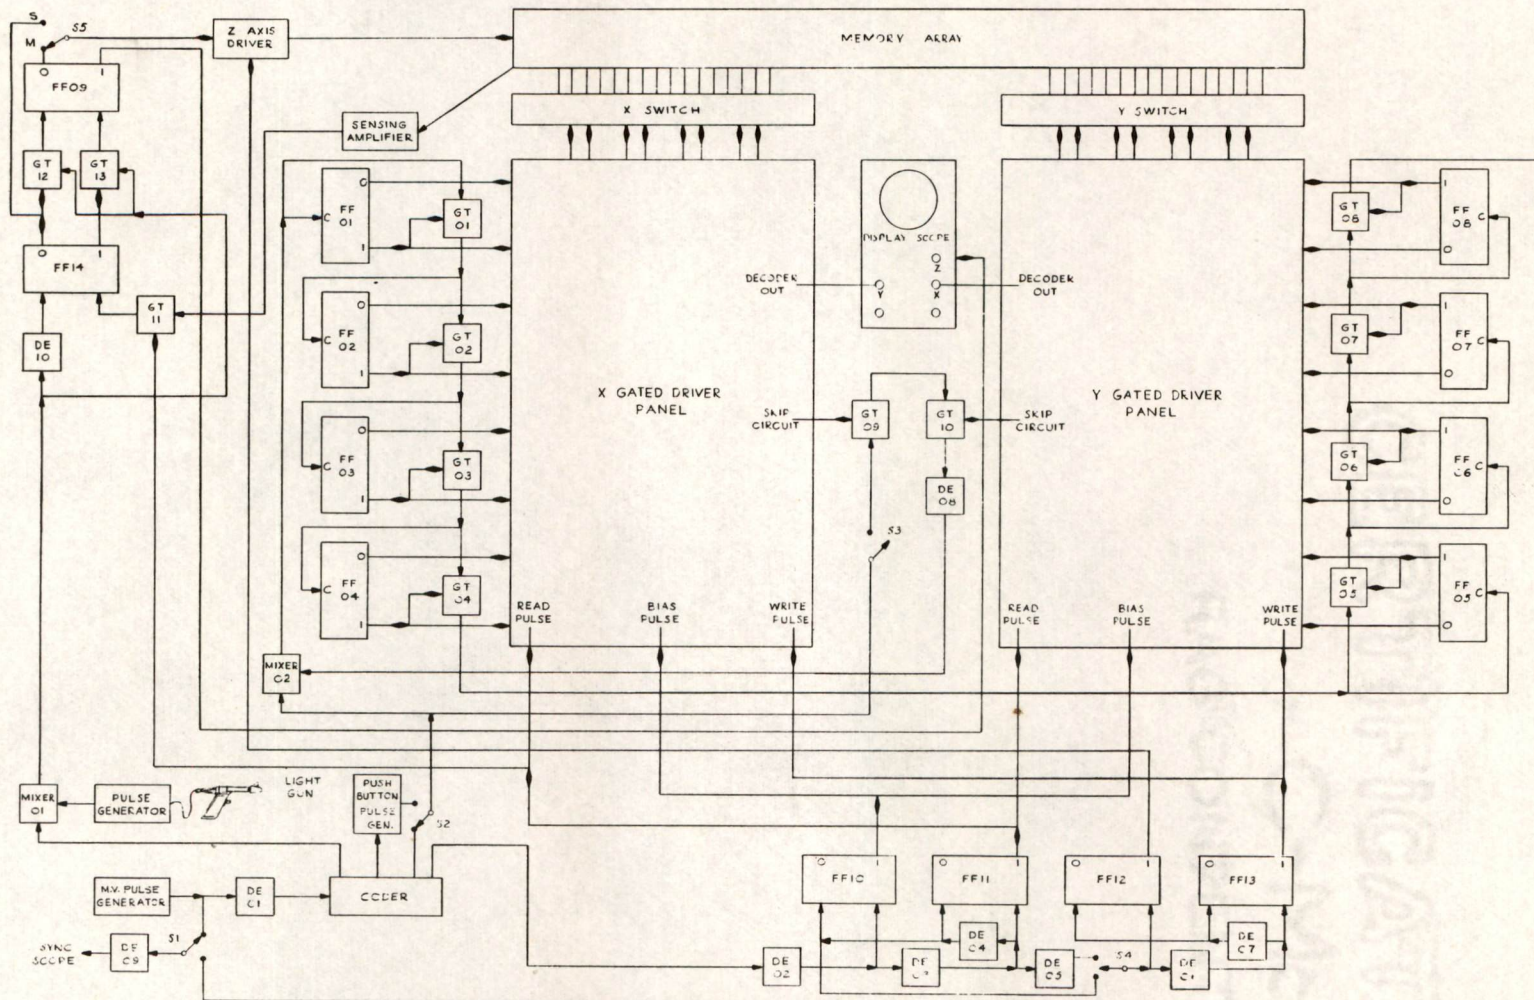 S
S5
M
Z AXIS
DRIVER
MEMORY ARRAY
O I
FF09
X SWITCH
Y SWITCH
SENSING
AMPLIFIER
GT
12
GT
13
O I
FF14
GT
11
DE
10
O
C
FF
01
I
GT
01
O
C
FF
02
I
GT
02
O
C
FF
03
I
GT
03
O
C
FF
04
I
GT
04
X GATED DRIVER
PANEL
DECODER
OUT
SKIP
CIRCUIT
READ
PULSE
BIAS
PULSE
WRITE
PULSE
DISPLAY SCOPE
Z
Y
X
DECODER
OUT
GT
09
GT
10
SKIP
CIRCUIT
DE
08
S3
Y GATED DRIVER
PANEL
READ
PULSE
BIAS
PULSE
WRITE
PULSE
GT
08
I
FF
08
C
O
GT
07
I
FF
07
C
O
GT
06
I
FF
06
C
O
GT
05
I
FF
05
C
O
MIXER
02
MIXER
01
PULSE
GENERATOR
LIGHT
GUN
PUSH
BUTTON
PULSE
GEN.
S2
M.V. PULSE
GENERATOR
DE
01
CODER
SYNC
SCOPE
DE
09
S1
O I
FF10
O I
FF11
O I
FF12
O I
FF13
DE
02
DE
DE
04
DE
05
S4
DE
DE
07